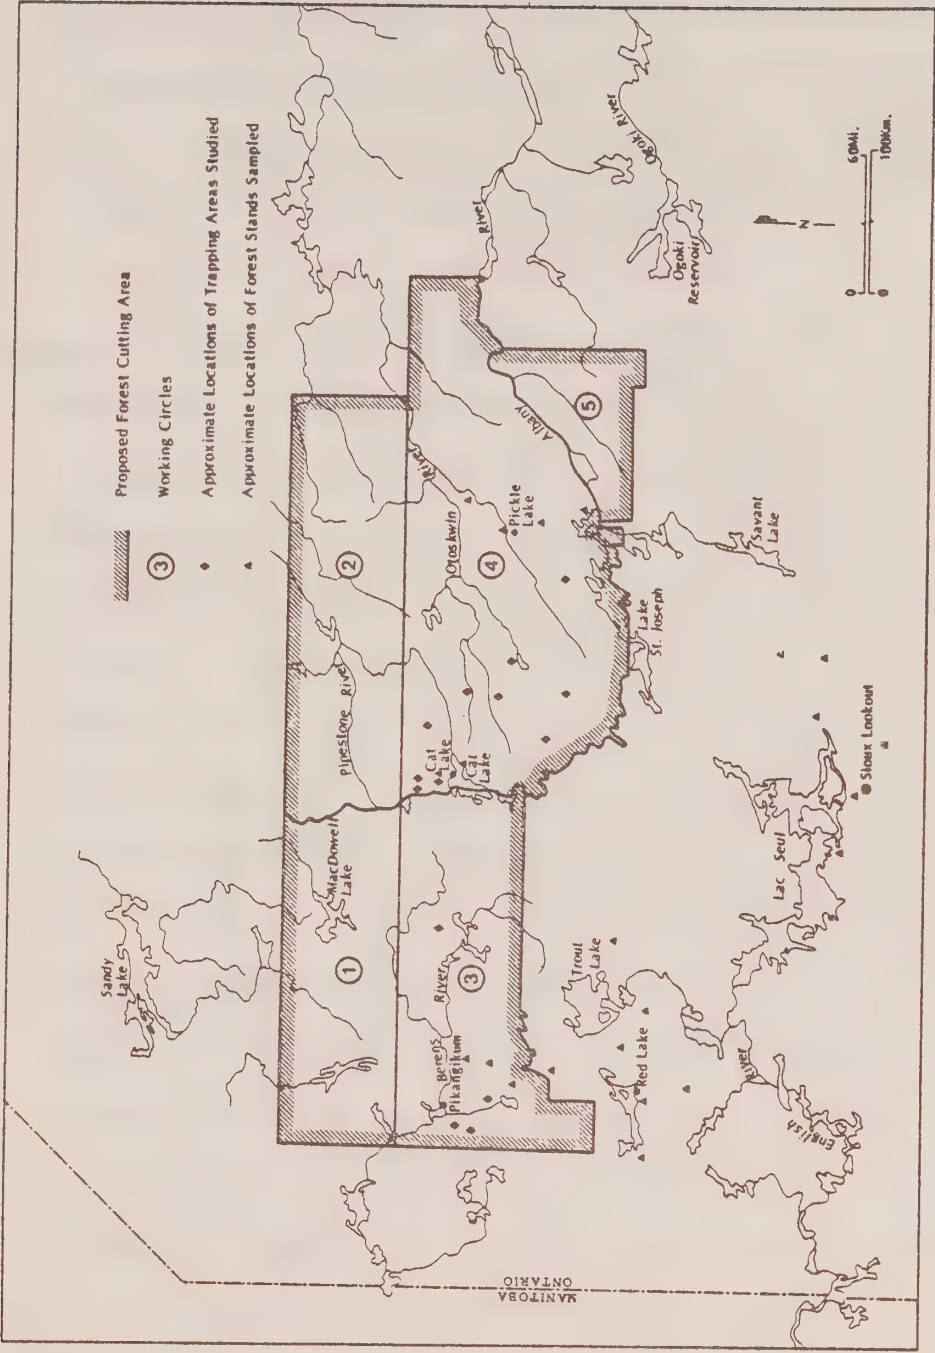 Proposed Forest Cutting Area
③ Working Circles
Approximate Locations of Trapping Areas Studied
Approximate Locations of Forest Stands Sampled
Sandy
Lake
MacDowell
Lake
Pipestone River
①
②
Berens River
Pikangikum
③
Cat
Lake
Cat
Lake
Otoskwin River
④
Pickle
Lake
Albany
River
⑤
Lake
St. Joseph
Savant
Lake
Ogoki River
Ogoki
Reservoir
Trout
Lake
Red Lake
Lac Seul
Sioux Lookout
English River
MANITOBA
ONTARIO
N
0 60Mi.
0 100Km.